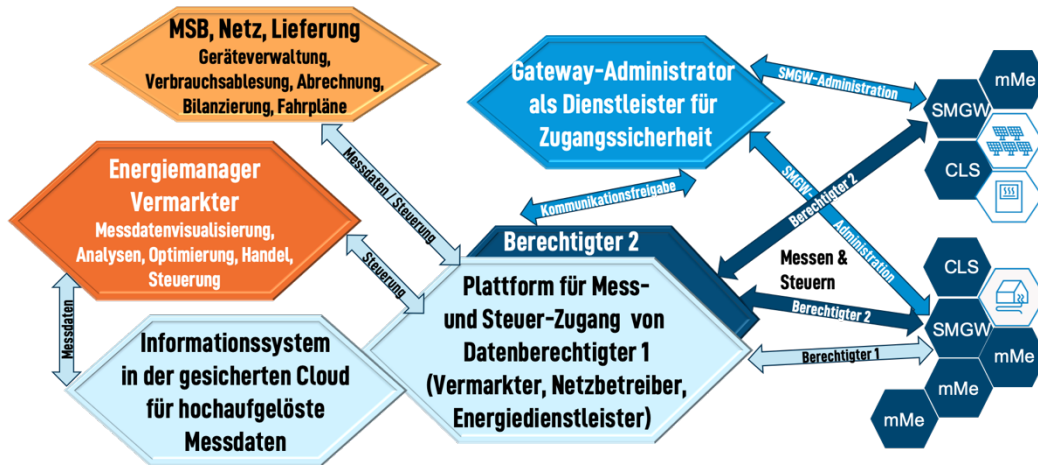 MSB, Netz, Lieferung
Geräteverwaltung,
Verbrauchsablesung, Abrechnung,
Bilanzierung, Fahrpläne
Gateway-Administrator
als Dienstleister für
Zugangssicherheit
SMGW-Administration
mMe
SMGW
CLS
Energiemanager
Vermarkter
Messdatenvisualisierung,
Analysen, Optimierung, Handel,
Steuerung
Messdaten / Steuerung
Kommunikationsfreigabe
SMGW-
Administration
Berechtigter 2
Berechtigter 2
Messen &
Steuern
Steuerung
Messdaten
Plattform für Mess-
und Steuer-Zugang von
Datenberechtigter 1
(Vermarkter, Netzbetreiber,
Energiedienstleister)
Berechtigter 2
Berechtigter 1
CLS
SMGW
mMe
mMe
mMe
Informationssystem
in der gesicherten Cloud
für hochaufgelöste
Messdaten